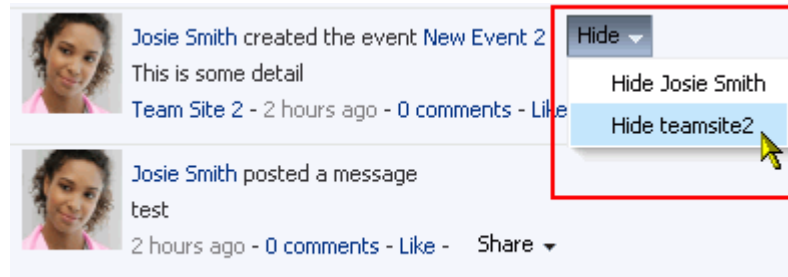 Josie Smith created the event New Event 2
Hide
This is some detail
Hide Josie Smith
Team Site 2 - 2 hours ago - 0 comments - Like
Hide teamsite2
Josie Smith posted a message
test
2 hours ago - 0 comments - Like - Share